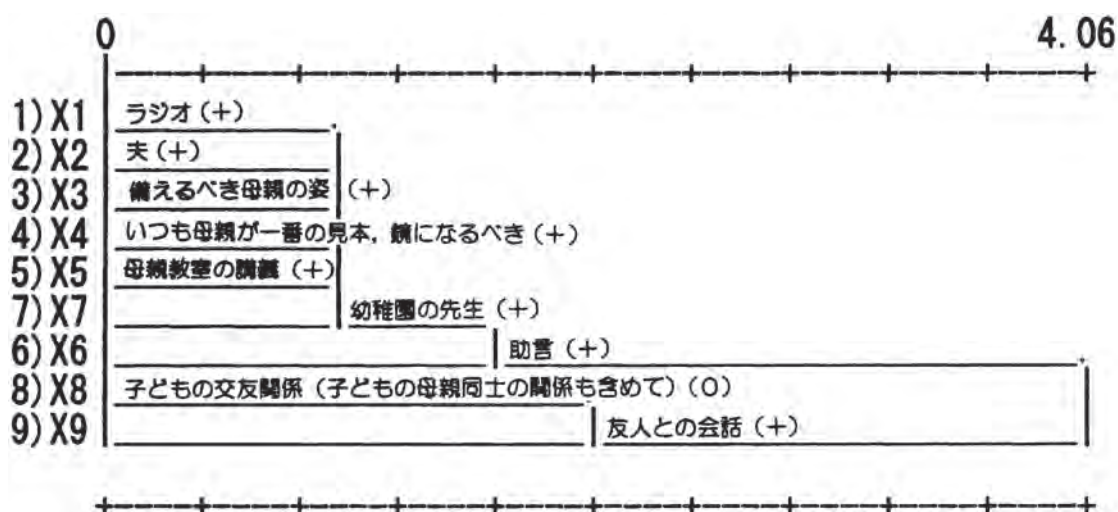 0 4.06
1) X1 ラジオ (+)
2) X2 夫 (+)
3) X3 備えるべき母親の姿 (+)
4) X4 いつも母親が一番の見本，鏡になるべき (+)
5) X5 母親教室の講義 (+)
7) X7 幼稚園の先生 (+)
6) X6 助言 (+)
8) X8 子どもの交友関係 (子どもの母親同士の関係も含めて) (0)
9) X9 友人との会話 (+)